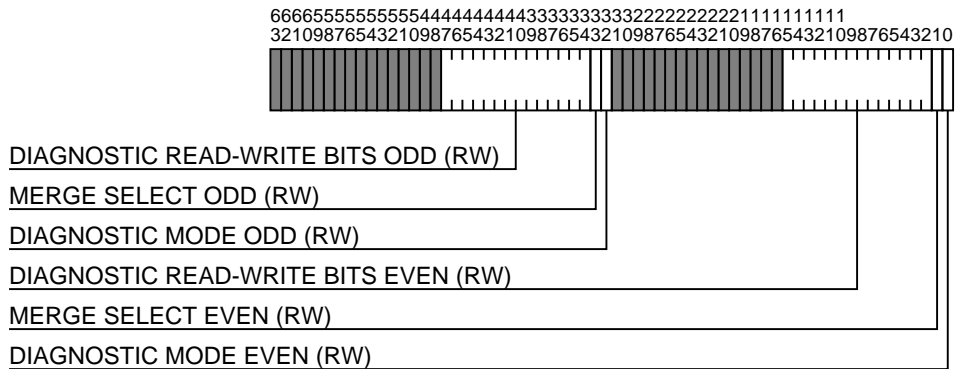 666655555555554444444444333333333322222222221111111111
3210987654321098765432109876543210987654321098765432109876543210
DIAGNOSTIC READ-WRITE BITS ODD (RW)
MERGE SELECT ODD (RW)
DIAGNOSTIC MODE ODD (RW)
DIAGNOSTIC READ-WRITE BITS EVEN (RW)
MERGE SELECT EVEN (RW)
DIAGNOSTIC MODE EVEN (RW)